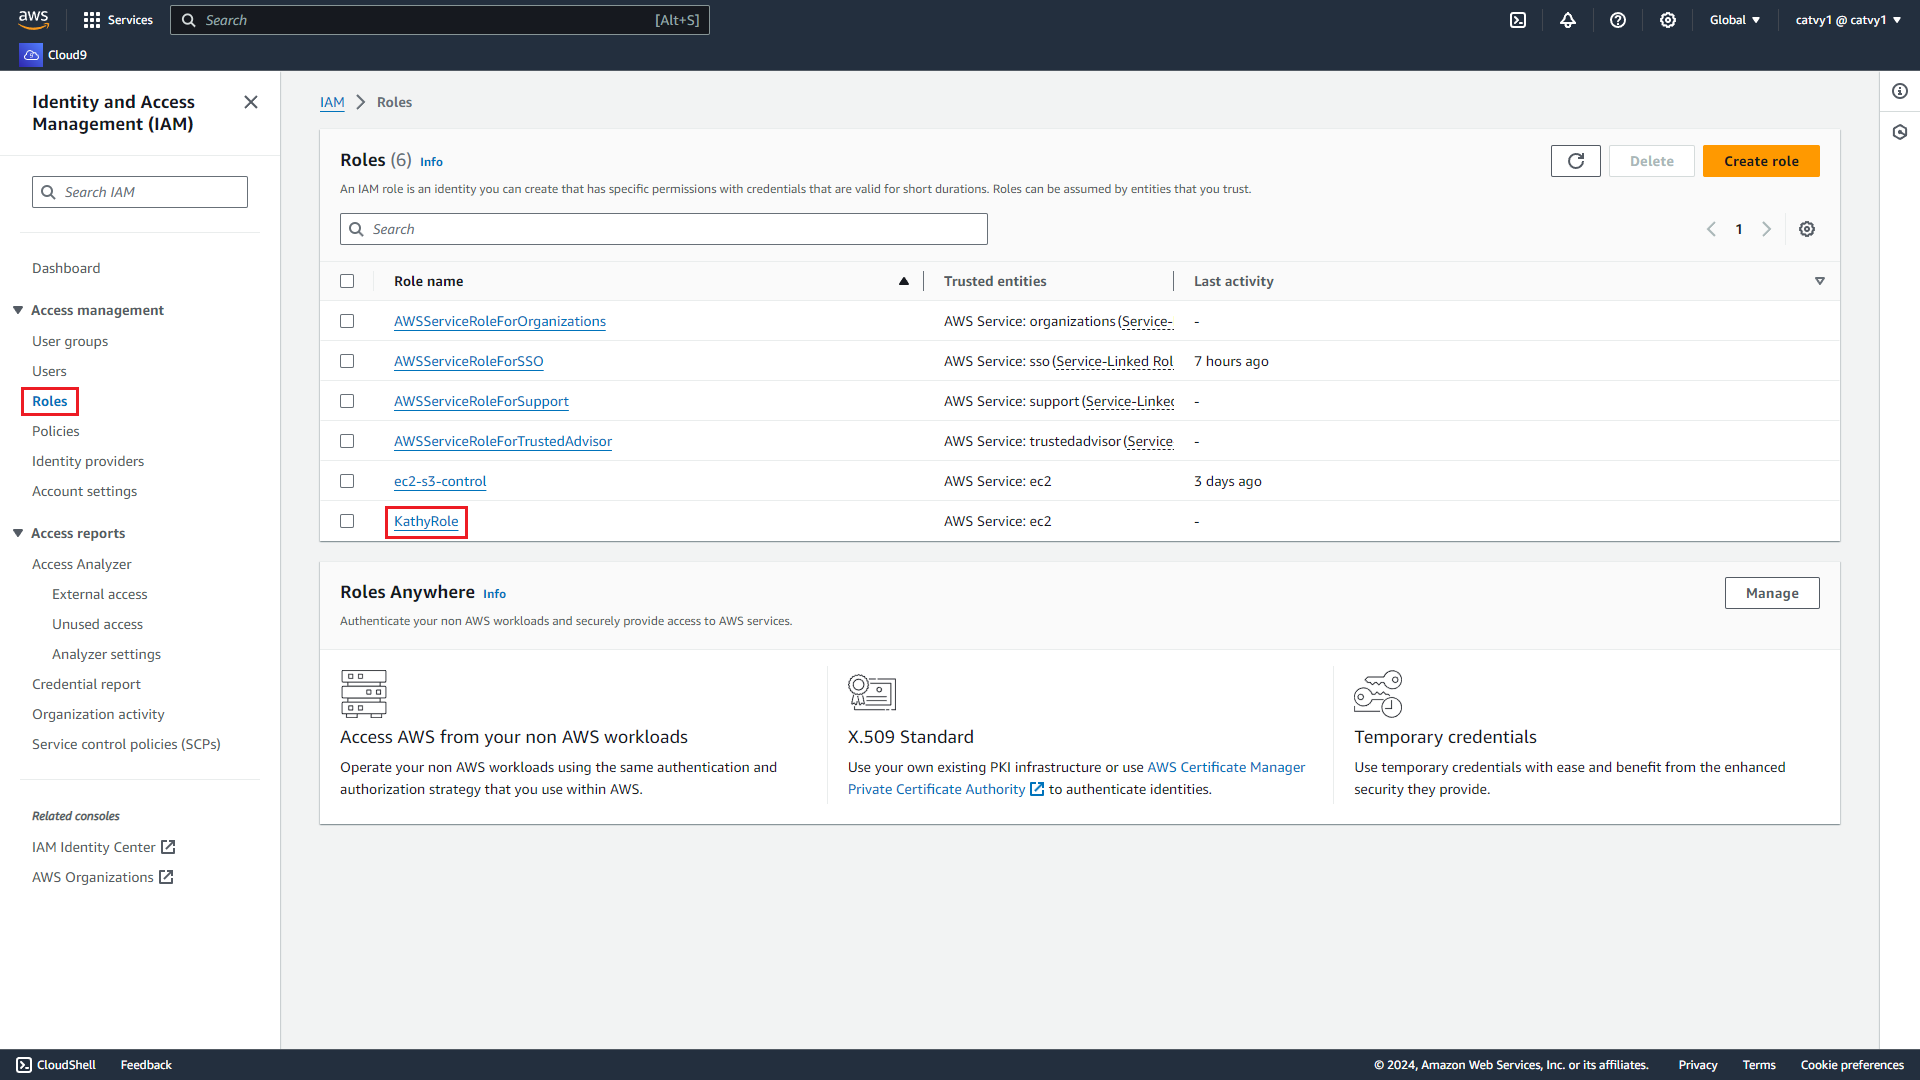 aws
Services
Search
[Alt+S]
Global
catvy1 @ catvy1
Cloud9
Identity and Access
Management (IAM)
Search IAM
Dashboard
Access management
User groups
Users
Roles
Policies
Identity providers
Account settings
Access reports
Access Analyzer
External access
Unused access
Analyzer settings
Credential report
Organization activity
Service control policies (SCPs)
Related consoles
IAM Identity Center
AWS Organizations
IAM
Roles
Roles (6) Info
An IAM role is an identity you can create that has specific permissions with credentials that are valid for short durations. Roles can be assumed by entities that you trust.
Delete
Create role
Search
1
Role name
Trusted entities
Last activity
AWSServiceRoleForOrganizations
AWS Service: organizations (Service-
-
AWSServiceRoleForSSO
AWS Service: sso (Service-Linked Rol
7 hours ago
AWSServiceRoleForSupport
AWS Service: support (Service-Linked
-
AWSServiceRoleForTrustedAdvisor
AWS Service: trustedadvisor (Service
-
ec2-s3-control
AWS Service: ec2
3 days ago
KathyRole
AWS Service: ec2
-
Roles Anywhere Info
Authenticate your non AWS workloads and securely provide access to AWS services.
Manage
Access AWS from your non AWS workloads
Operate your non AWS workloads using the same authentication and
authorization strategy that you use within AWS.
X.509 Standard
Use your own existing PKI infrastructure or use AWS Certificate Manager
Private Certificate Authority to authenticate identities.
Temporary credentials
Use temporary credentials with ease and benefit from the enhanced
security they provide.
CloudShell
Feedback
© 2024, Amazon Web Services, Inc. or its affiliates.
Privacy
Terms
Cookie preferences